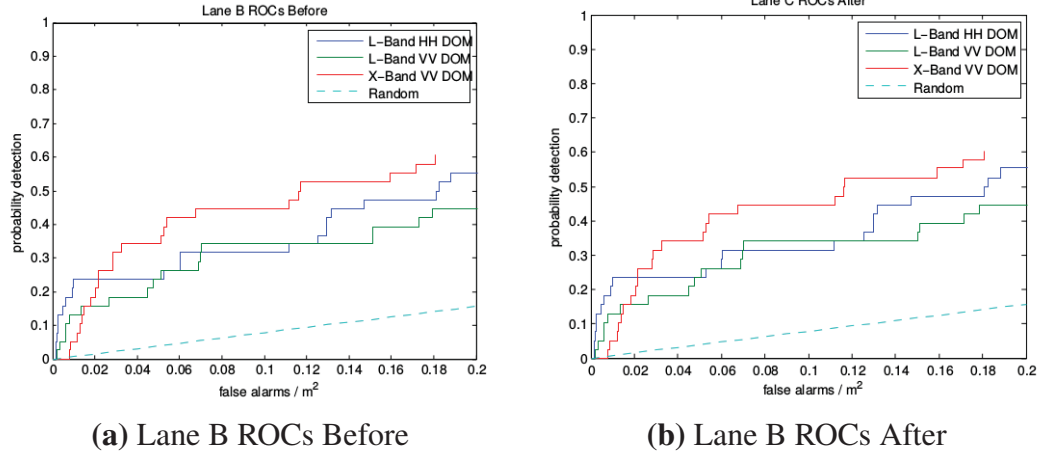 Lane B ROCs Before
1
0.9
0.8
0.7
0.6
0.5
0.4
0.3
0.2
0.1
0
probability detection
L-Band HH DOM
L-Band VV DOM
X-Band VV DOM
Random
0.02 0.04 0.06 0.08 0.1 0.12 0.14 0.16 0.18 0.2
false alarms / m²
(a) Lane B ROCs Before
Lane C ROCs After
1
0.9
0.8
0.7
0.6
0.5
0.4
0.3
0.2
0.1
0
probability detection
L-Band HH DOM
L-Band VV DOM
X-Band VV DOM
Random
0 0.02 0.04 0.06 0.08 0.1 0.12 0.14 0.16 0.18 0.2
false alarms / m²
(b) Lane B ROCs After